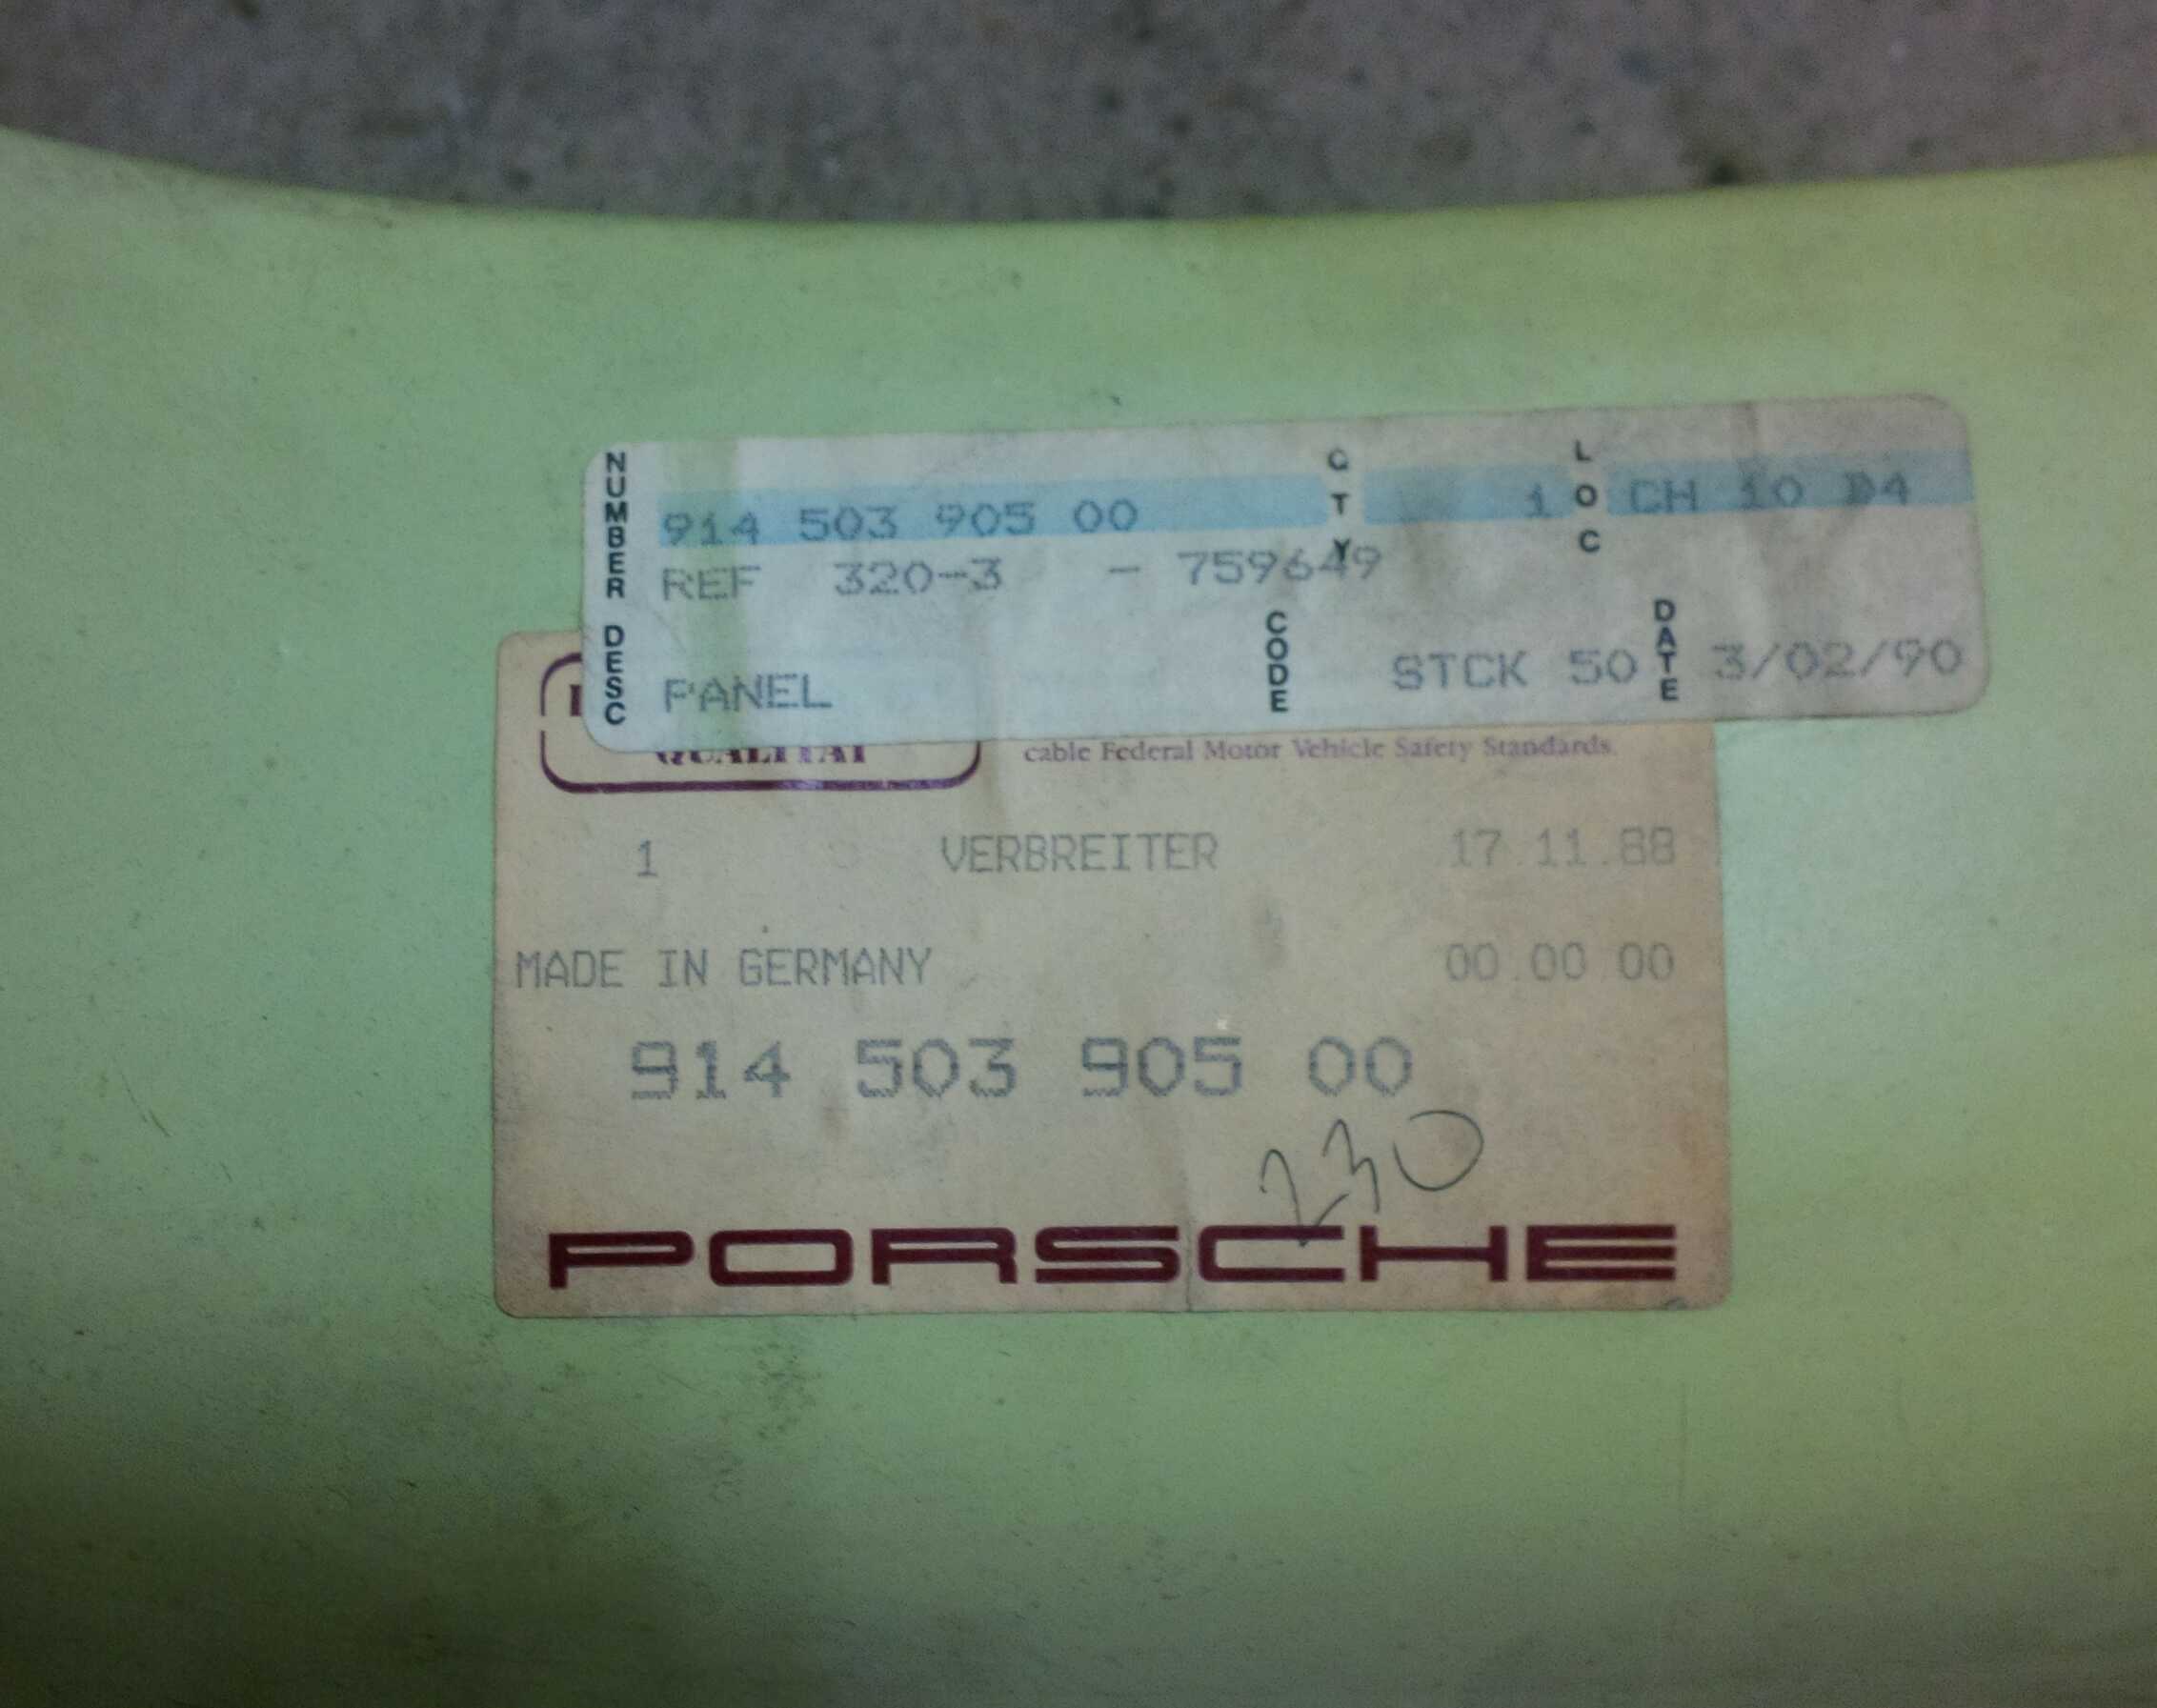 NUMBER 914 503 905 00 QTY 1 LOC CH 10 D4
REF 320-3 - 759649
DESC PANEL CODE STCK 50 DATE 3/02/90
QUALITÄT
cable Federal Motor Vehicle Safety Standards.
1 VERBREITER 17.11.88
MADE IN GERMANY 00.00.00
914 503 905 00
230
PORSCHE